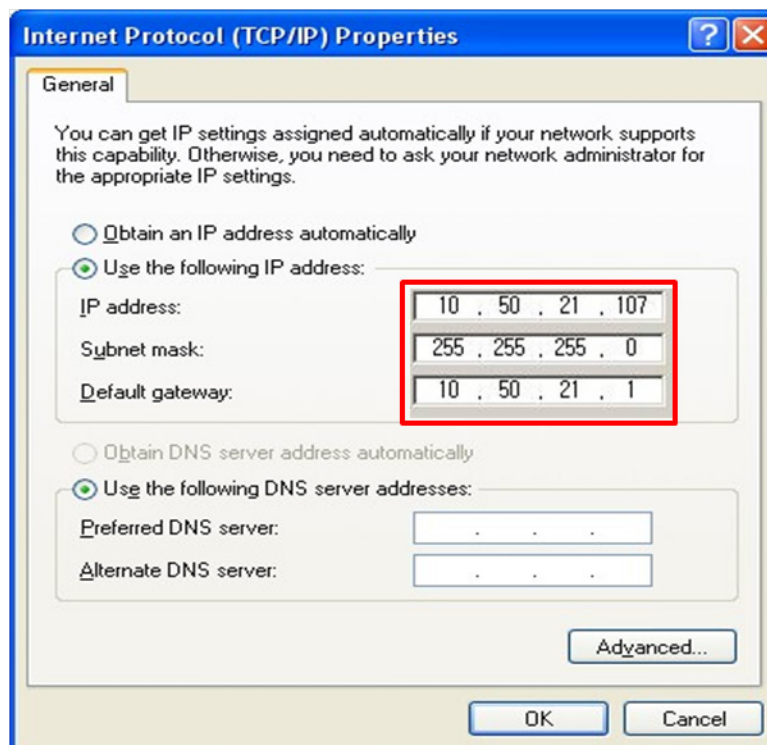 Internet Protocol (TCP/IP) Properties
General
You can get IP settings assigned automatically if your network supports
this capability. Otherwise, you need to ask your network administrator for
the appropriate IP settings.
Obtain an IP address automatically
Use the following IP address:
IP address: 10 . 50 . 21 . 107
Subnet mask: 255 . 255 . 255 . 0
Default gateway: 10 . 50 . 21 . 1
Obtain DNS server address automatically
Use the following DNS server addresses:
Preferred DNS server: . . .
Alternate DNS server: . . .
Advanced...
OK Cancel